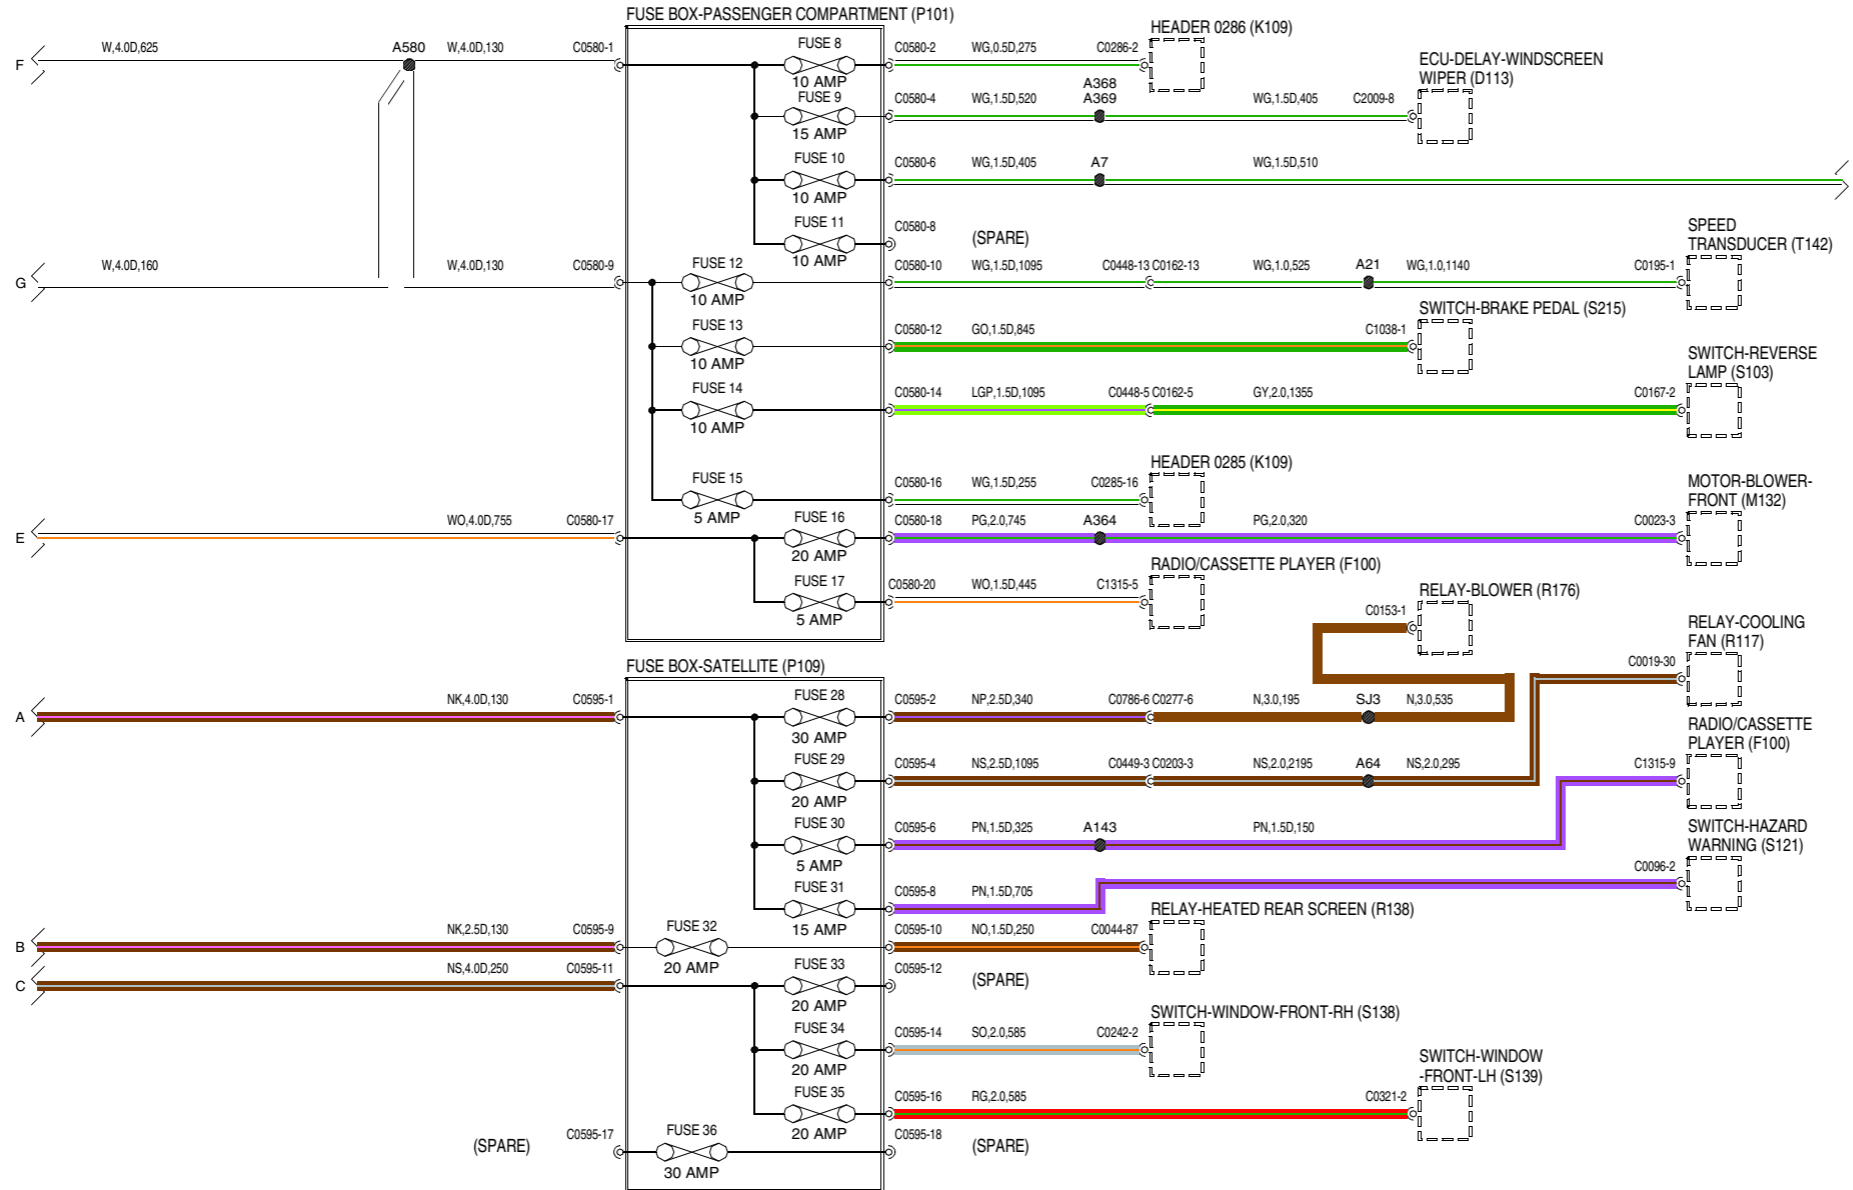 FUSE BOX-PASSENGER COMPARTMENT (P101)
HEADER 0286 (K109)
F
W,4.0D,625
A580
W,4.0D,130
C0580-1
FUSE 8
10 AMP
C0580-2
WG,0.5D,275
C0286-2
ECU-DELAY-WINDSCREEN
WIPER (D113)
FUSE 9
15 AMP
C0580-4
WG,1.5D,520
A368
A369
WG,1.5D,405
C2009-8
FUSE 10
10 AMP
C0580-6
WG,1.5D,405
A7
WG,1.5D,510
FUSE 11
10 AMP
C0580-8
(SPARE)
SPEED
TRANSDUCER (T142)
G
W,4.0D,160
W,4.0D,130
C0580-9
FUSE 12
10 AMP
C0580-10
WG,1.5D,1095
C0448-13 C0162-13
WG,1.0,525
A21
WG,1.0,1140
C0195-1
SWITCH-BRAKE PEDAL (S215)
FUSE 13
10 AMP
C0580-12
GO,1.5D,845
C1038-1
SWITCH-REVERSE
LAMP (S103)
FUSE 14
10 AMP
C0580-14
LGP,1.5D,1095
C0448-5 C0162-5
GY,2.0,1355
C0167-2
HEADER 0285 (K109)
FUSE 15
5 AMP
C0580-16
WG,1.5D,255
C0285-16
MOTOR-BLOWER-
FRONT (M132)
E
WO,4.0D,755
C0580-17
FUSE 16
20 AMP
C0580-18
PG,2.0,745
A364
PG,2.0,320
C0023-3
RADIO/CASSETTE PLAYER (F100)
FUSE 17
5 AMP
C0580-20
WO,1.5D,445
C1315-5
RELAY-BLOWER (R176)
C0153-1
RELAY-COOLING
FAN (R117)
C0019-30
FUSE BOX-SATELLITE (P109)
A
NK,4.0D,130
C0595-1
FUSE 28
30 AMP
C0595-2
NP,2.5D,340
C0786-6 C0277-6
N,3.0,195
SJ3
N,3.0,535
RADIO/CASSETTE
PLAYER (F100)
FUSE 29
20 AMP
C0595-4
NS,2.5D,1095
C0449-3 C0203-3
NS,2.0,2195
A64
NS,2.0,295
C1315-9
FUSE 30
5 AMP
C0595-6
PN,1.5D,325
A143
PN,1.5D,150
SWITCH-HAZARD
WARNING (S121)
C0096-2
FUSE 31
15 AMP
C0595-8
PN,1.5D,705
RELAY-HEATED REAR SCREEN (R138)
B
NK,2.5D,130
C0595-9
FUSE 32
20 AMP
C0595-10
NO,1.5D,250
C0044-87
C
NS,4.0D,250
C0595-11
FUSE 33
20 AMP
C0595-12
(SPARE)
SWITCH-WINDOW-FRONT-RH (S138)
FUSE 34
20 AMP
C0595-14
SO,2.0,585
C0242-2
SWITCH-WINDOW
-FRONT-LH (S139)
FUSE 35
20 AMP
C0595-16
RG,2.0,585
C0321-2
(SPARE)
C0595-17
FUSE 36
30 AMP
C0595-18
(SPARE)